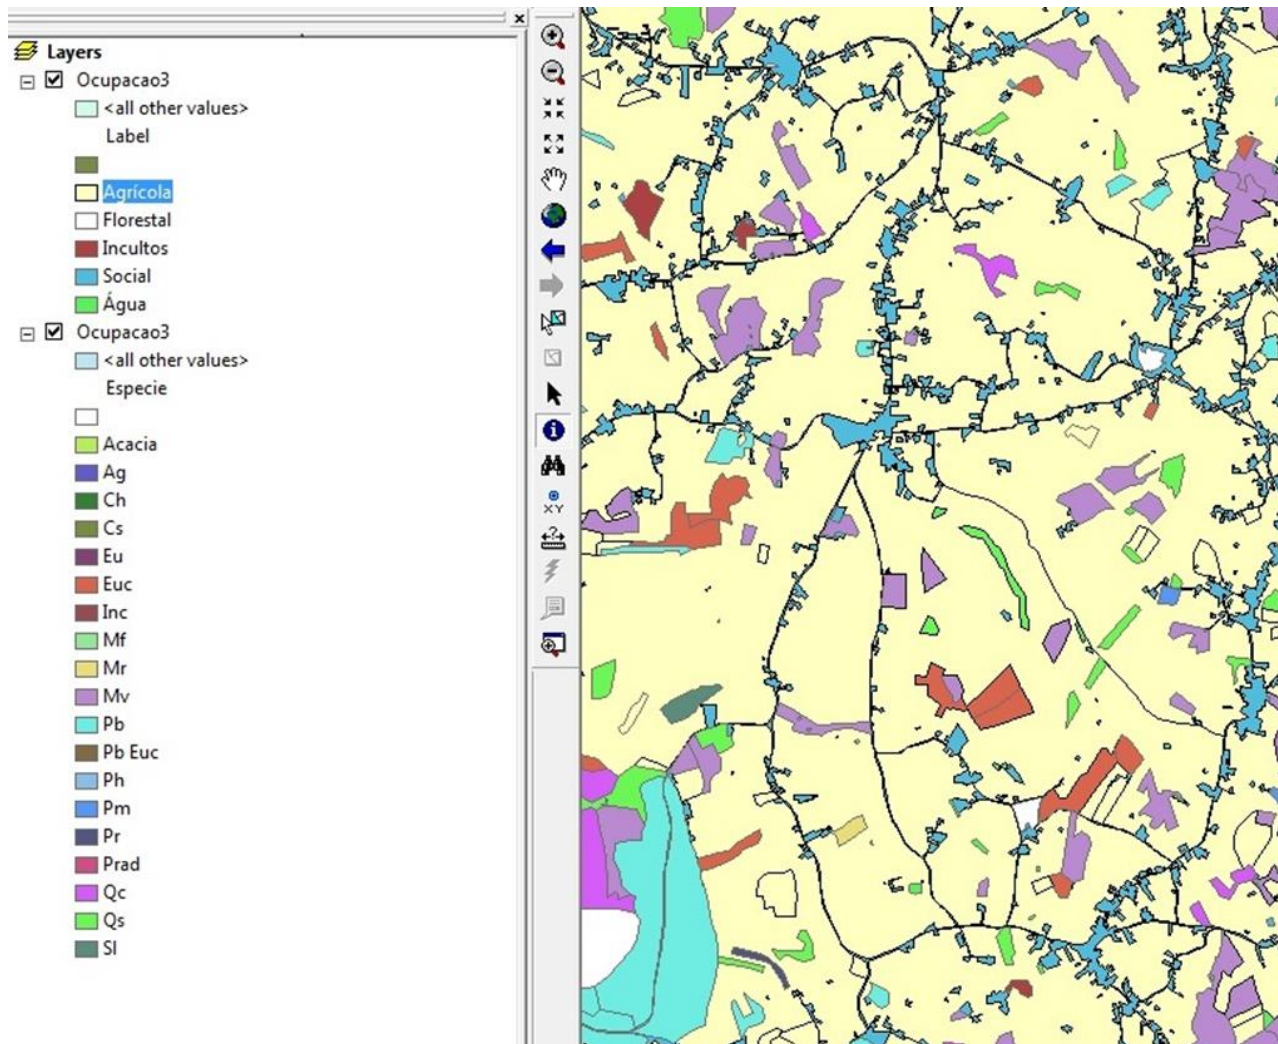 Layers
Ocupacao3
<all other values>
Label
Agrícola
Florestal
Incultos
Social
Água
Ocupacao3
<all other values>
Especie
Acacia
Ag
Ch
Cs
Eu
Euc
Inc
Mf
Mr
Mv
Pb
Pb Euc
Ph
Pm
Pr
Prad
Qc
Qs
Sl
XY